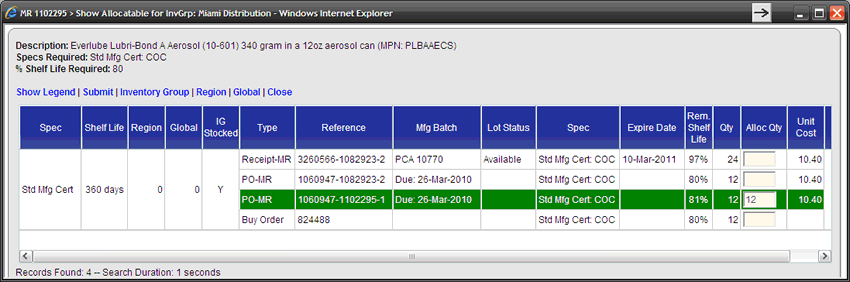 MR 1102295 > Show Allocatable for InvGrp: Miami Distribution - Windows Internet Explorer
Description: Everlube Lubri-Bond A Aerosol (10-601) 340 gram in a 12oz aerosol can (MPN: PLBAAECS)
Specs Required: Std Mfg Cert: COC
% Shelf Life Required: 80
Show Legend | Submit | Inventory Group | Region | Global | Close
Spec Shelf Life Region Global IG Stocked Type Reference Mfg Batch Lot Status Spec Expire Date Rem. Shelf Life Qty Alloc Qty Unit Cost
Receipt-MR 3260566-1082923-2 PCA 10770 Available Std Mfg Cert: COC 10-Mar-2011 97% 24 10.40
PO-MR 1060947-1082923-2 Due: 26-Mar-2010 Std Mfg Cert: COC 80% 12 10.40
Std Mfg Cert 360 days 0 0 Y
PO-MR 1060947-1102295-1 Due: 26-Mar-2010 Std Mfg Cert: COC 81% 12 12 10.40
Buy Order 824488 Std Mfg Cert: COC 80% 12 10.40
Records Found: 4 -- Search Duration: 1 seconds